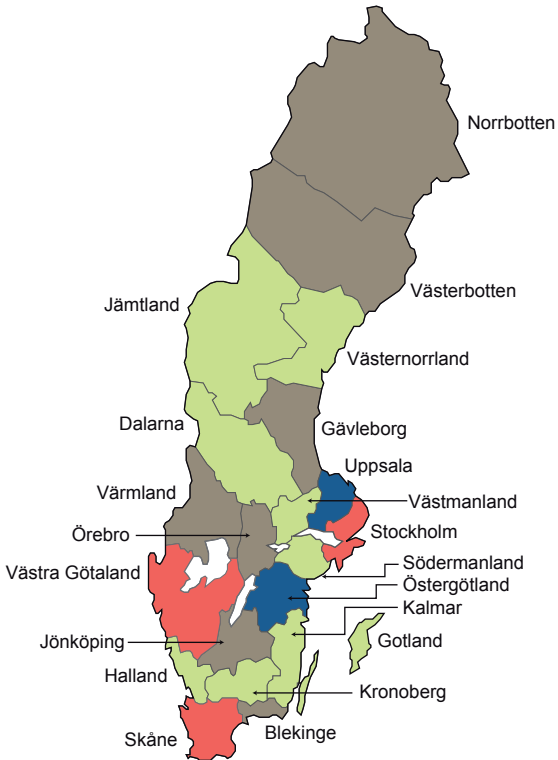 Norrbotten
Västerbotten
Jämtland
Västernorrland
Dalarna
Gävleborg
Uppsala
Värmland
Västmanland
Örebro
Stockholm
Södermanland
Västra Götaland
Östergötland
Kalmar
Jönköping
Gotland
Halland
Kronoberg
Blekinge
Skåne